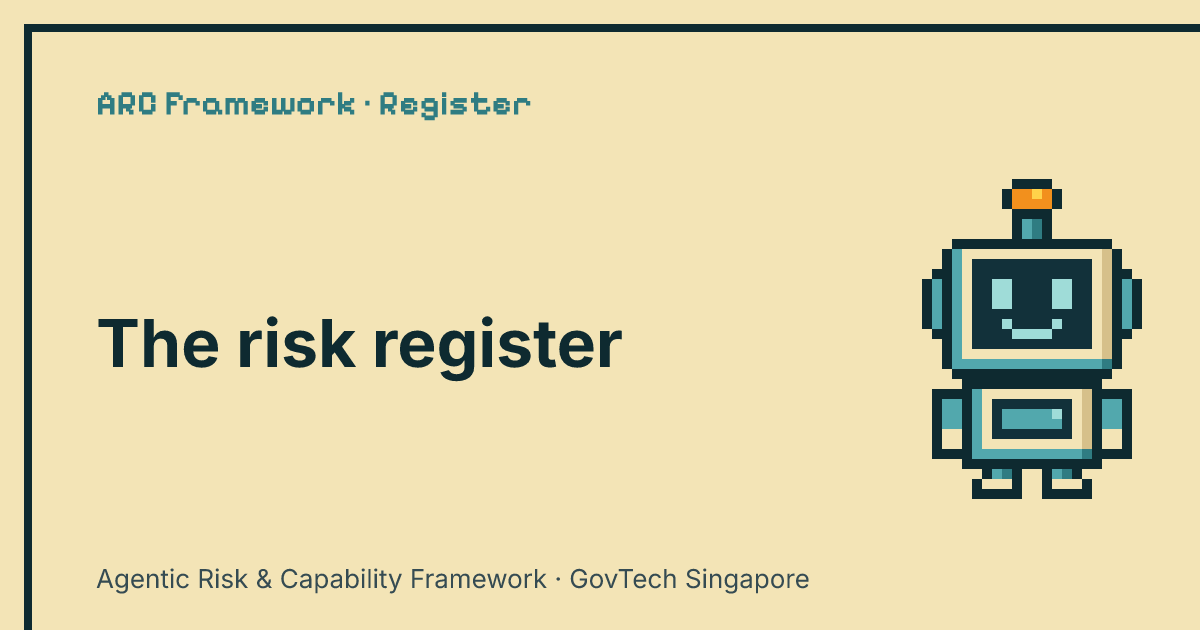 ARC Framework · Register
The risk register
Agentic Risk & Capability Framework · GovTech Singapore